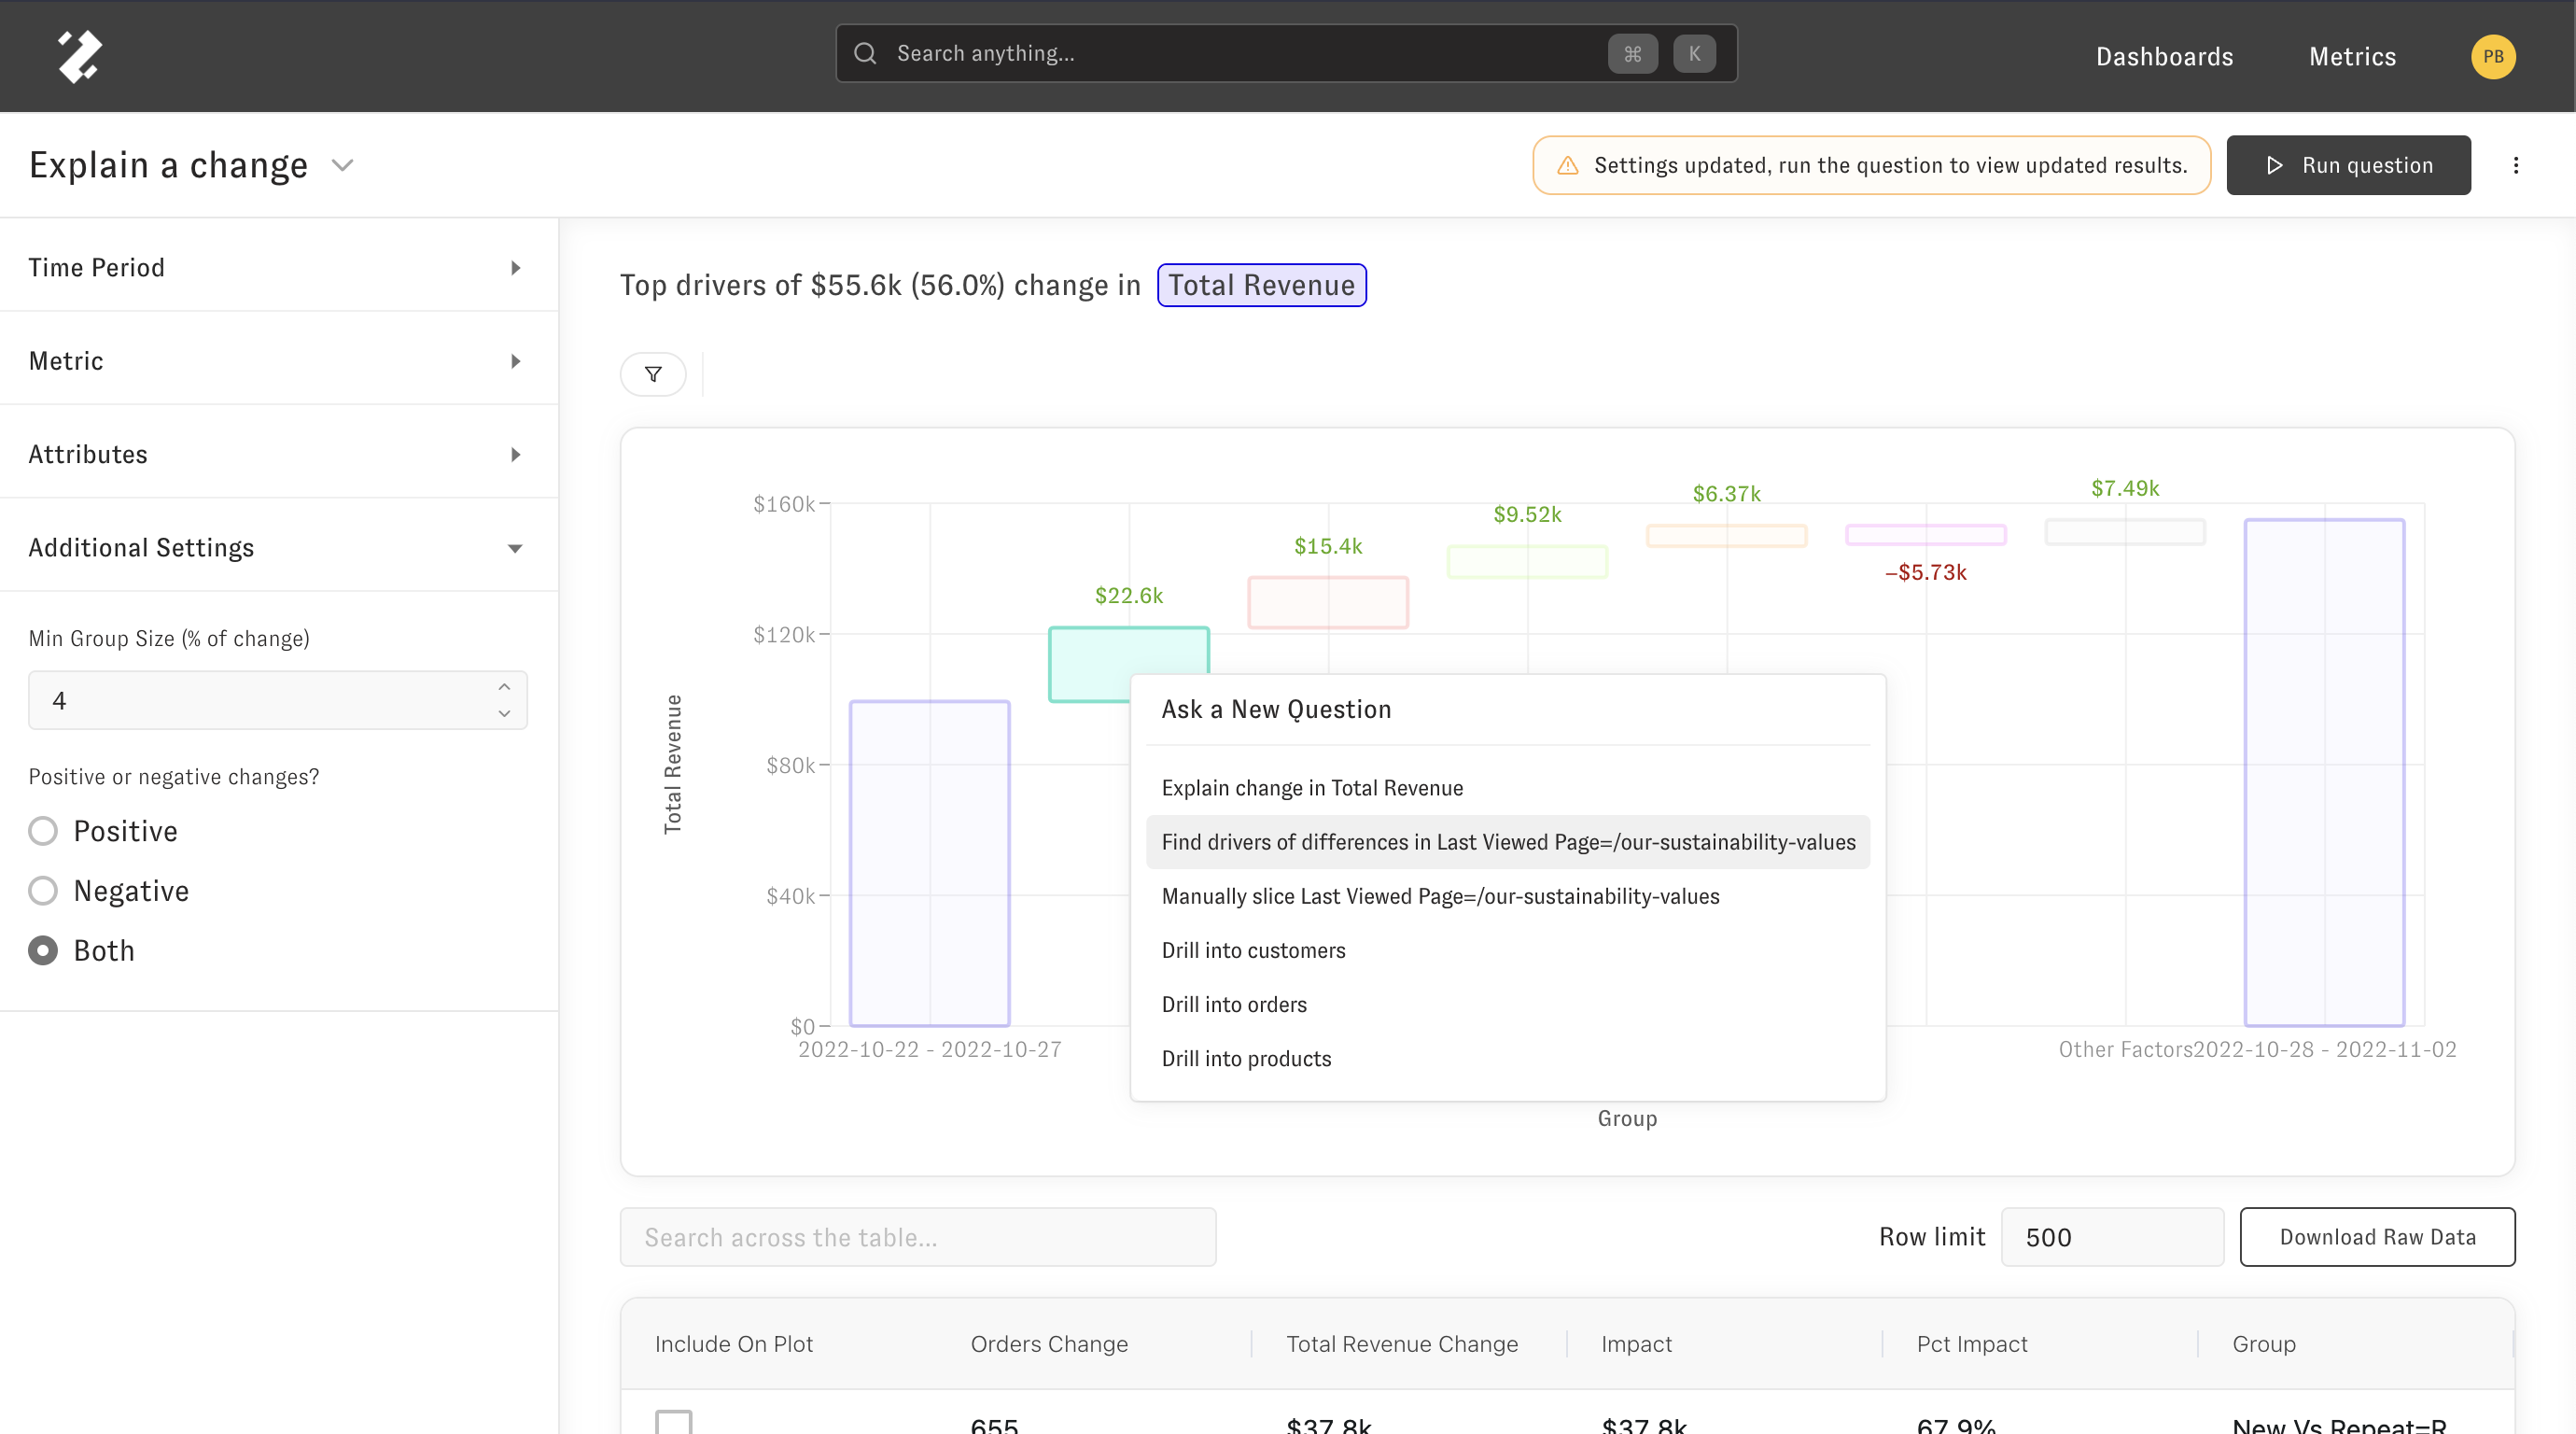 Search anything...
⌘ K
Dashboards
Metrics
PB
Explain a change
Settings updated, run the question to view updated results.
Run question
Time Period
Metric
Attributes
Additional Settings
Min Group Size (% of change)
4
Positive or negative changes?
Positive
Negative
Both
Top drivers of $55.6k (56.0%) change in Total Revenue
$160k
$120k
$80k
$40k
$0
Total Revenue
$22.6k
$15.4k
$9.52k
$6.37k
–$5.73k
$7.49k
Ask a New Question
Explain change in Total Revenue
Find drivers of differences in Last Viewed Page=/our-sustainability-values
Manually slice Last Viewed Page=/our-sustainability-values
Drill into customers
Drill into orders
Drill into products
2022-10-22 - 2022-10-27
Other Factors
2022-10-28 - 2022-11-02
Group
Search across the table...
Row limit
500
Download Raw Data
Include On Plot
Orders Change
Total Revenue Change
Impact
Pct Impact
Group
655
$37.8k
$37.8k
67.9%
New Vs Repeat=R